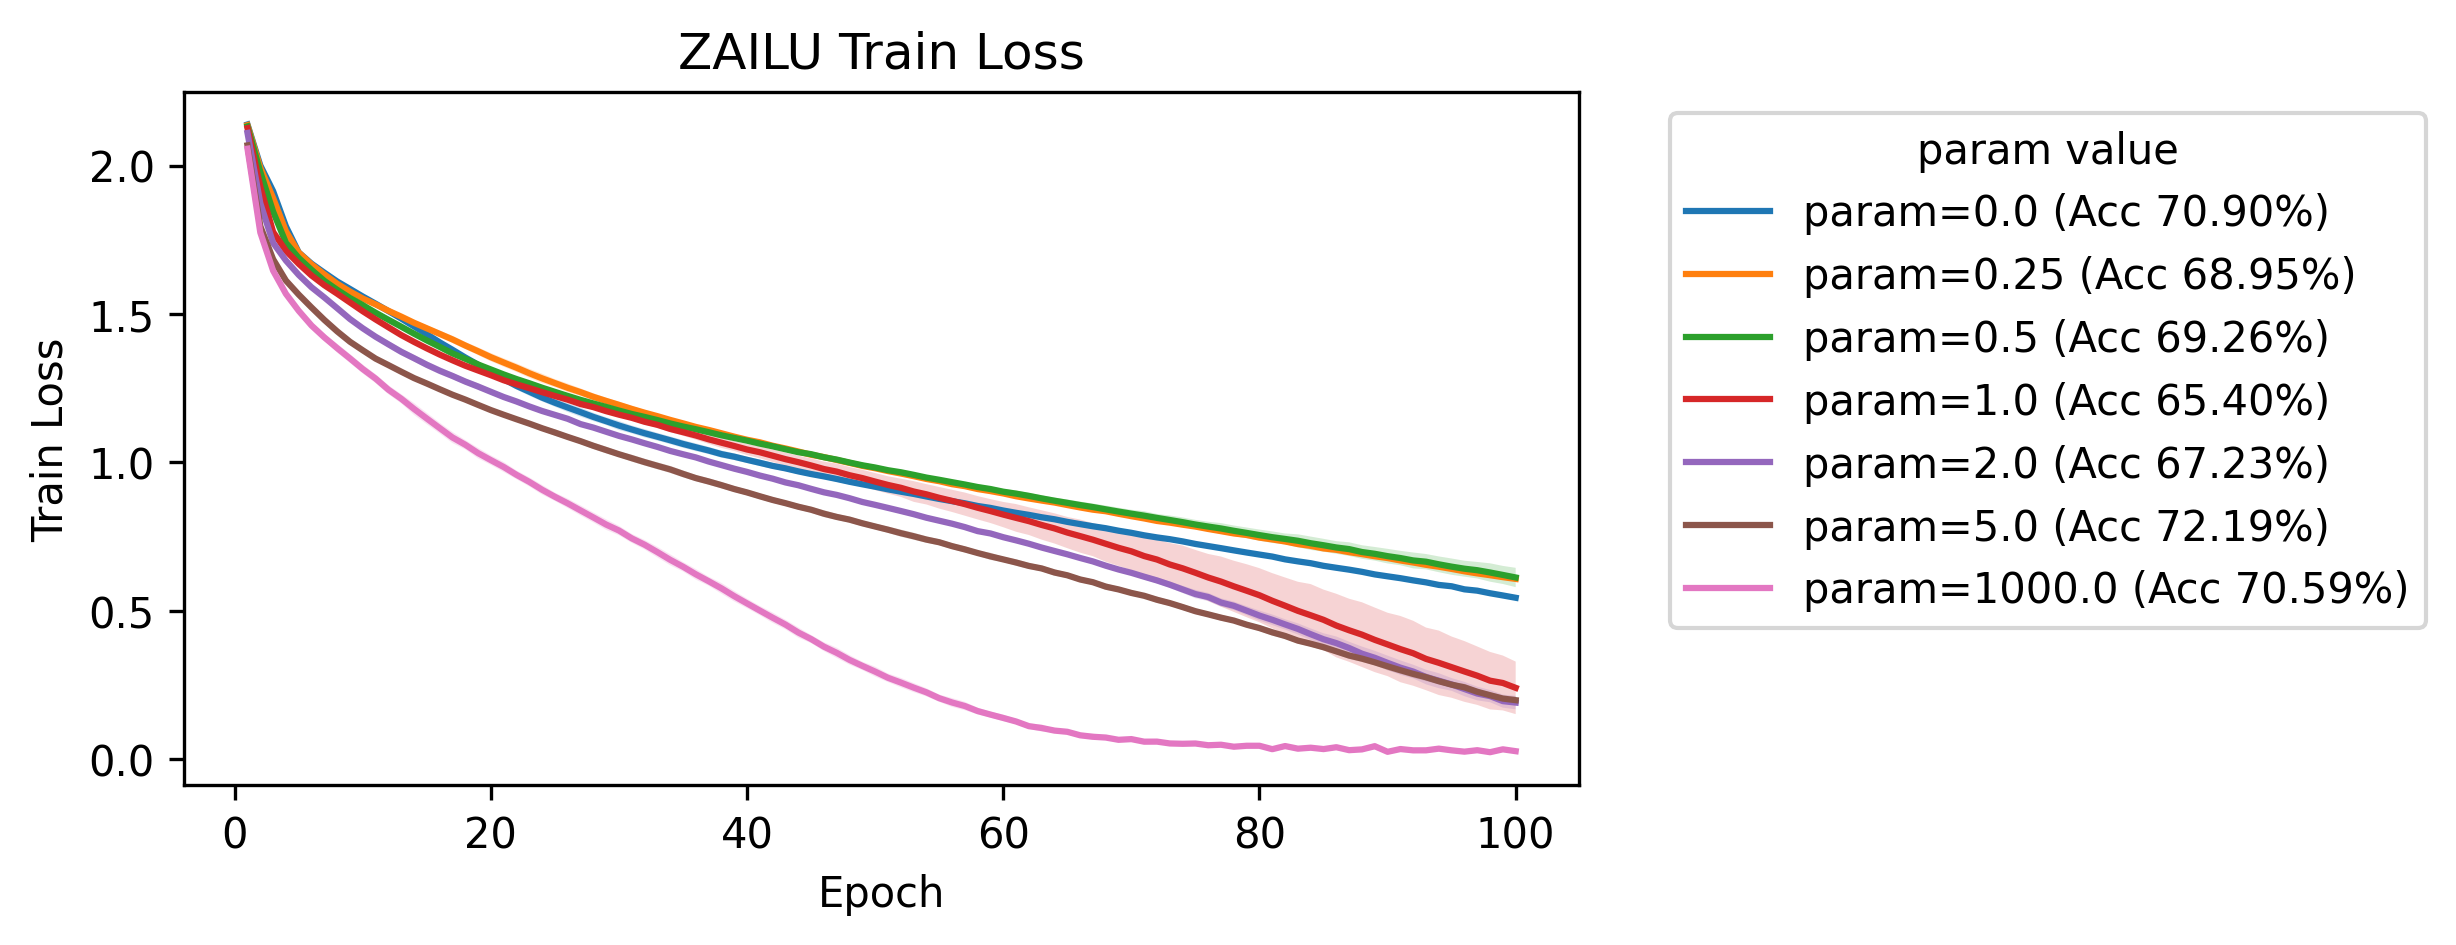 ZAILU Train Loss
Train Loss
2.0
1.5
1.0
0.5
0.0
0 20 40 60 80 100
Epoch
param value
param=0.0 (Acc 70.90%)
param=0.25 (Acc 68.95%)
param=0.5 (Acc 69.26%)
param=1.0 (Acc 65.40%)
param=2.0 (Acc 67.23%)
param=5.0 (Acc 72.19%)
param=1000.0 (Acc 70.59%)